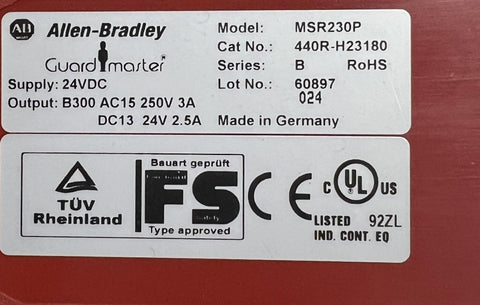 AB Allen-Bradley
Guardmaster
Supply: 24VDC
Output: B300 AC15 250V 3A
DC13 24V 2.5A
Model: MSR230P
Cat No.: 440R-H23180
Series: B RoHS
Lot No.: 60897
024
Made in Germany
TÜV
Rheinland
Bauart geprüft
FS
Type approved
CE
C UL US
LISTED 92ZL
IND. CONT. EQ